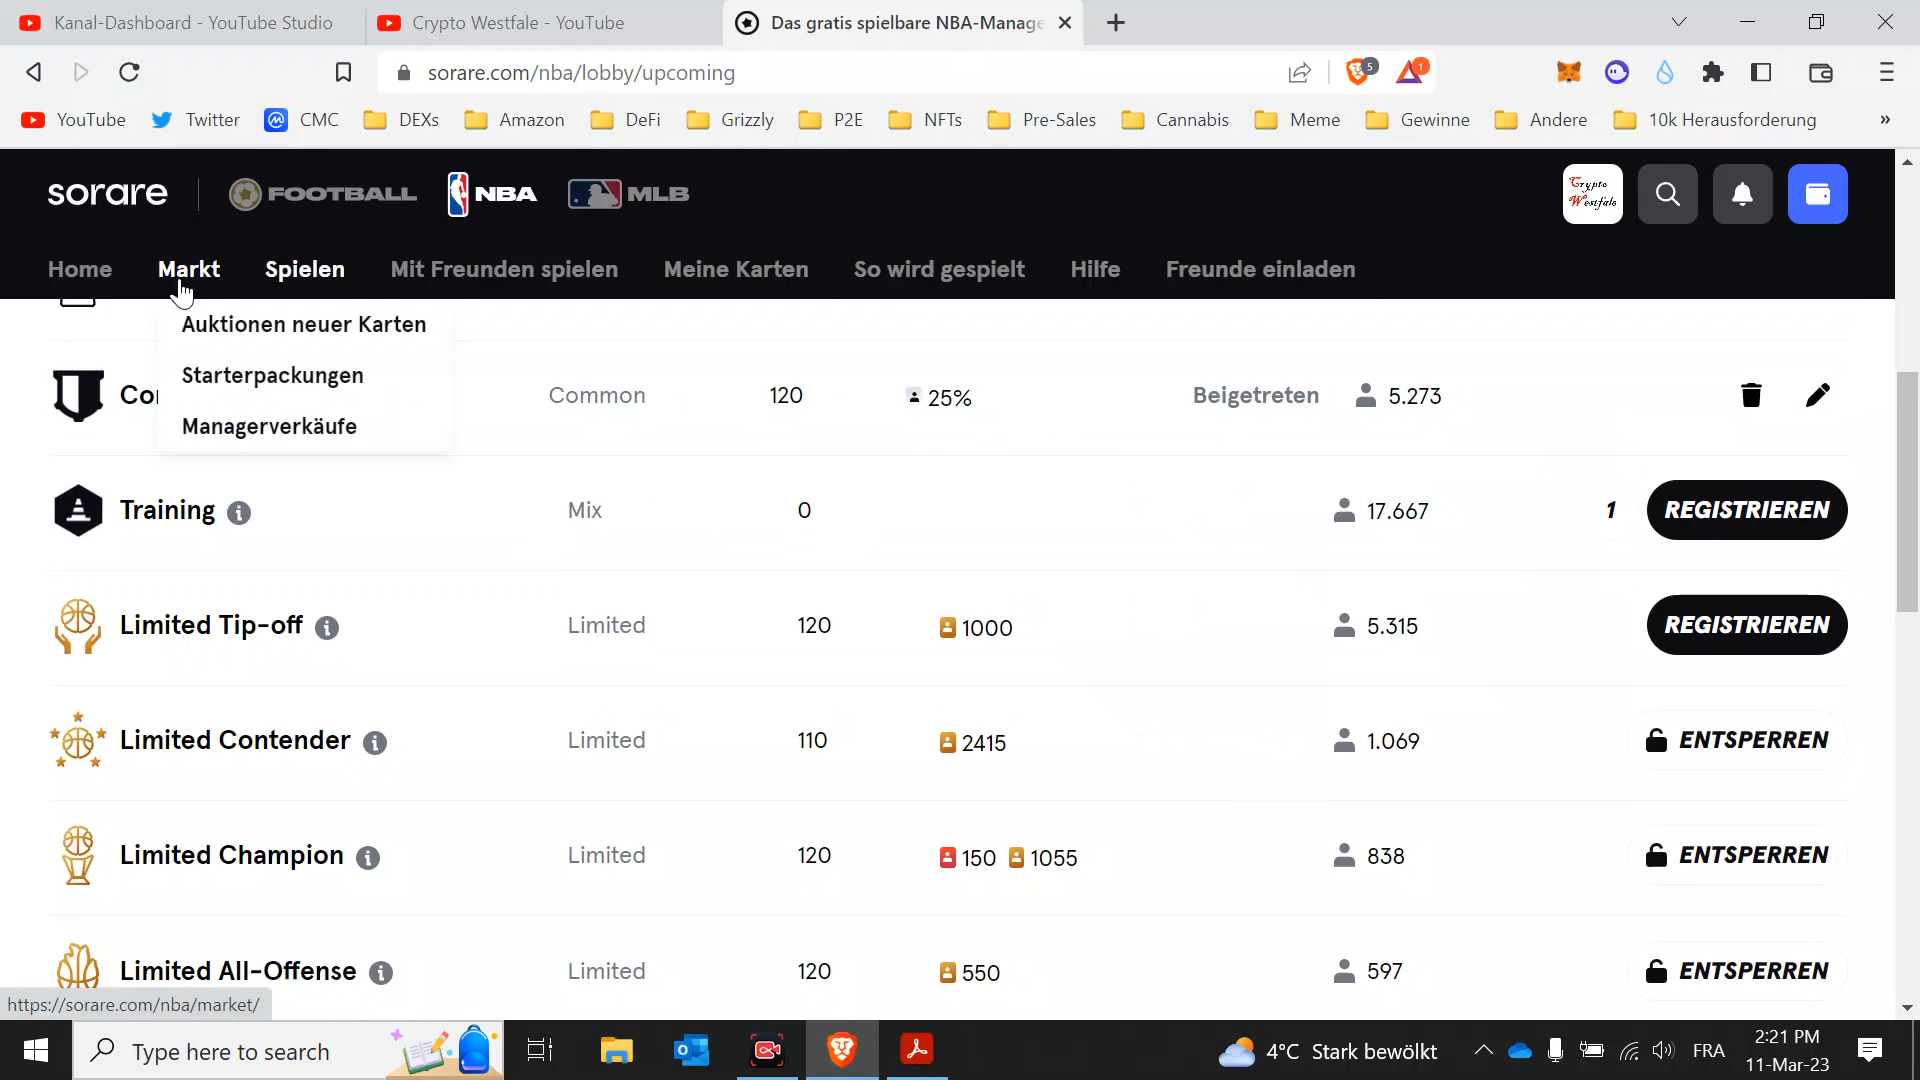 Kanal-Dashboard - YouTube Studio
Crypto Westfale - YouTube
Das gratis spielbare NBA-Manage
sorare.com/nba/lobby/upcoming
5
1
YouTube
Twitter
CMC
DEXs
Amazon
DeFi
Grizzly
P2E
NFTs
Pre-Sales
Cannabis
Meme
Gewinne
Andere
10k Herausforderung
»
sorare
FOOTBALL
NBA
MLB
Crypto
Westfale
Home
Markt
Spielen
Mit Freunden spielen
Meine Karten
So wird gespielt
Hilfe
Freunde einladen
Auktionen neuer Karten
Starterpackungen
Managerverkäufe
Co
Common
120
25%
Beigetreten
5.273
Training
Mix
0
17.667
1
REGISTRIEREN
Limited Tip-off
Limited
120
1000
5.315
REGISTRIEREN
Limited Contender
Limited
110
2415
1.069
ENTSPERREN
Limited Champion
Limited
120
150
1055
838
ENTSPERREN
Limited All-Offense
Limited
120
550
597
ENTSPERREN
https://sorare.com/nba/market/
Type here to search
4°C Stark bewölkt
FRA
2:21 PM
11-Mar-23